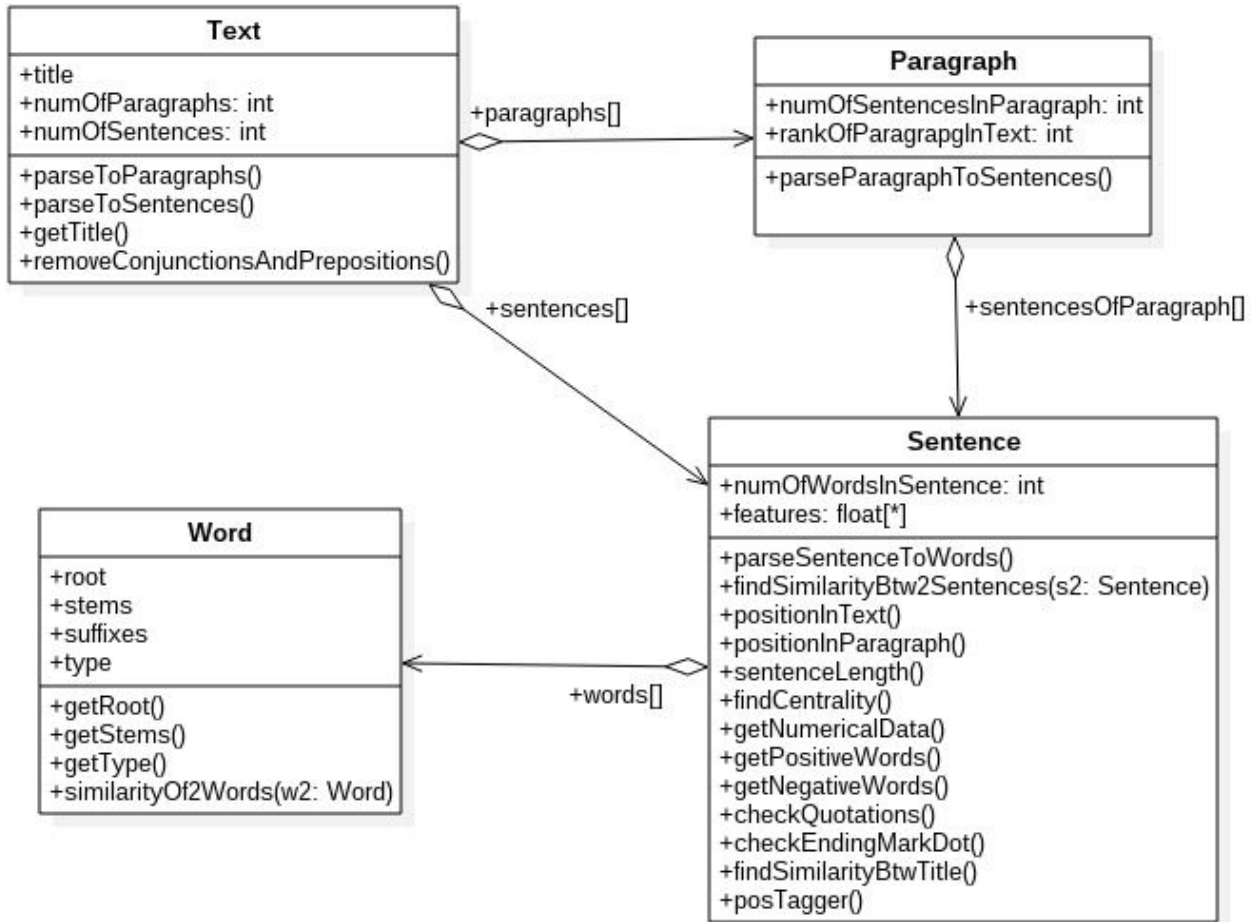 Text
+title
+numOfParagraphs: int
+numOfSentences: int
+parseToParagraphs()
+parseToSentences()
+getTitle()
+removeConjunctionsAndPrepositions()
+paragraphs[]
Paragraph
+numOfSentencesInParagraph: int
+rankOfParagrapgInText: int
+parseParagraphToSentences()
+sentences[]
+sentencesOfParagraph[]
Sentence
+numOfWordsInSentence: int
+features: float[*]
+parseSentenceToWords()
+findSimilarityBtw2Sentences(s2: Sentence)
+positionInText()
+positionInParagraph()
+sentenceLength()
+findCentrality()
+getNumericalData()
+getPositiveWords()
+getNegativeWords()
+checkQuotations()
+checkEndingMarkDot()
+findSimilarityBtwTitle()
+posTagger()
+words[]
Word
+root
+stems
+suffixes
+type
+getRoot()
+getStems()
+getType()
+similarityOf2Words(w2: Word)